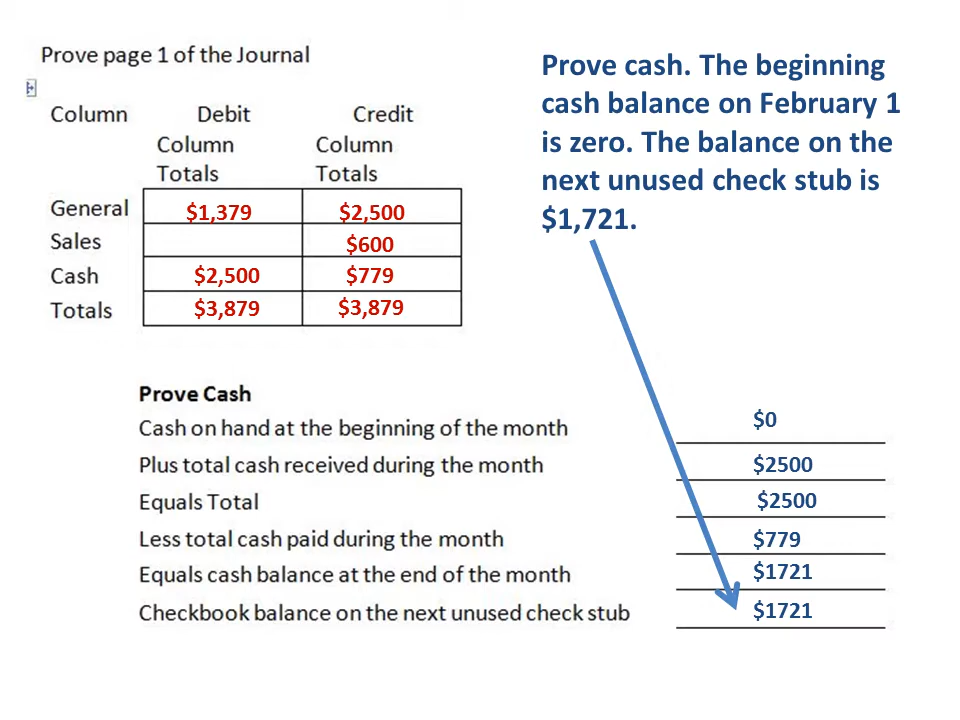 Prove page 1 of the Journal
Prove cash. The beginning
cash balance on February 1
is zero. The balance on the
next unused check stub is
$1,721.
Column Debit Credit
Column Column
Totals Totals
General $1,379 $2,500
Sales $600
Cash $2,500 $779
Totals $3,879 $3,879
Prove Cash
Cash on hand at the beginning of the month $0
Plus total cash received during the month $2500
Equals Total $2500
Less total cash paid during the month $779
Equals cash balance at the end of the month $1721
Checkbook balance on the next unused check stub $1721